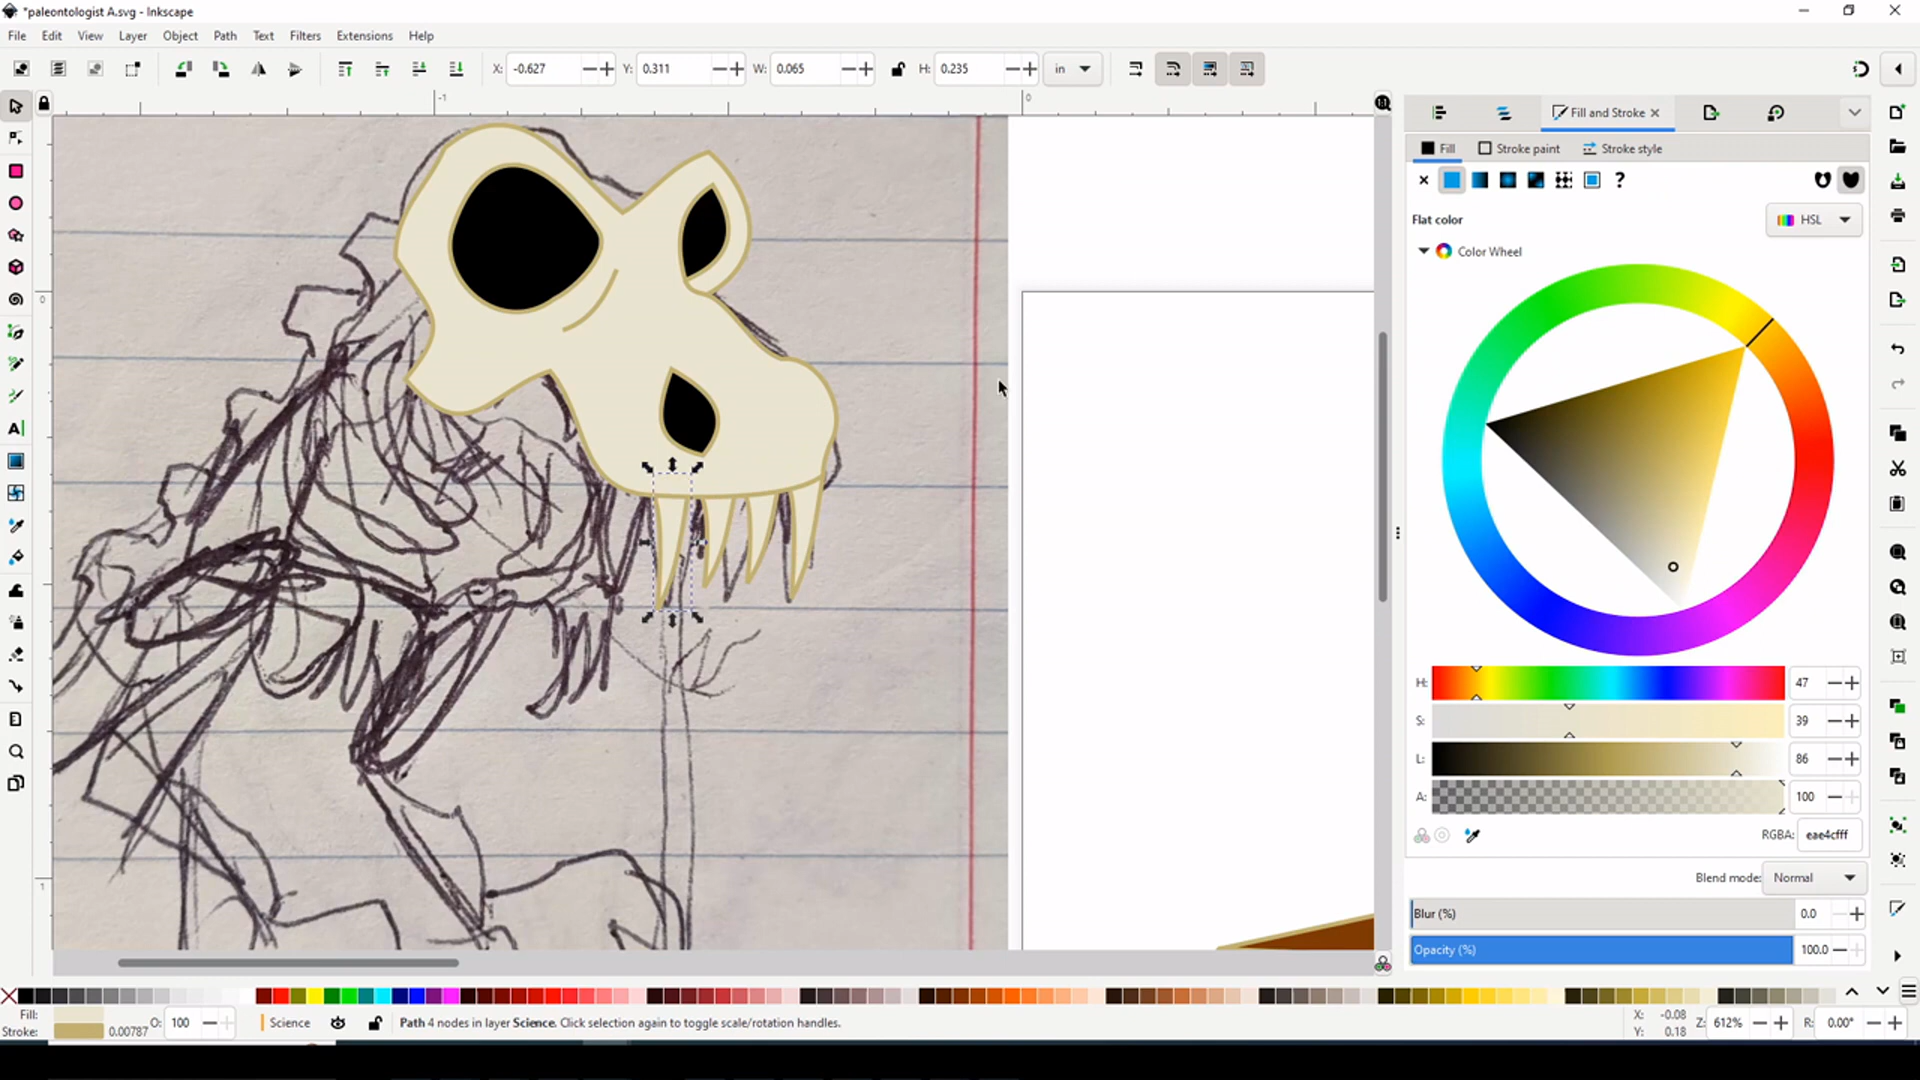 *paleontologist A.svg - Inkscape
File Edit View Layer Object Path Text Filters Extensions Help
X: -0.627 Y: 0.311 W: 0.065 H: 0.235 in
-1 0
Fill and Stroke
Fill Stroke paint Stroke style
?
Flat color HSL
Color Wheel
0
H: 47
S: 39
L: 86
A: 100
RGBA: eae4cfff
Blend mode: Normal
1
Blur (%) 0.0
Opacity (%) 100.0
Fill:
Stroke: 0.00787 O: 100 Science Path 4 nodes in layer Science. Click selection again to toggle scale/rotation handles.
X: -0.08
Y: 0.18
Z: 612% R: 0.00°